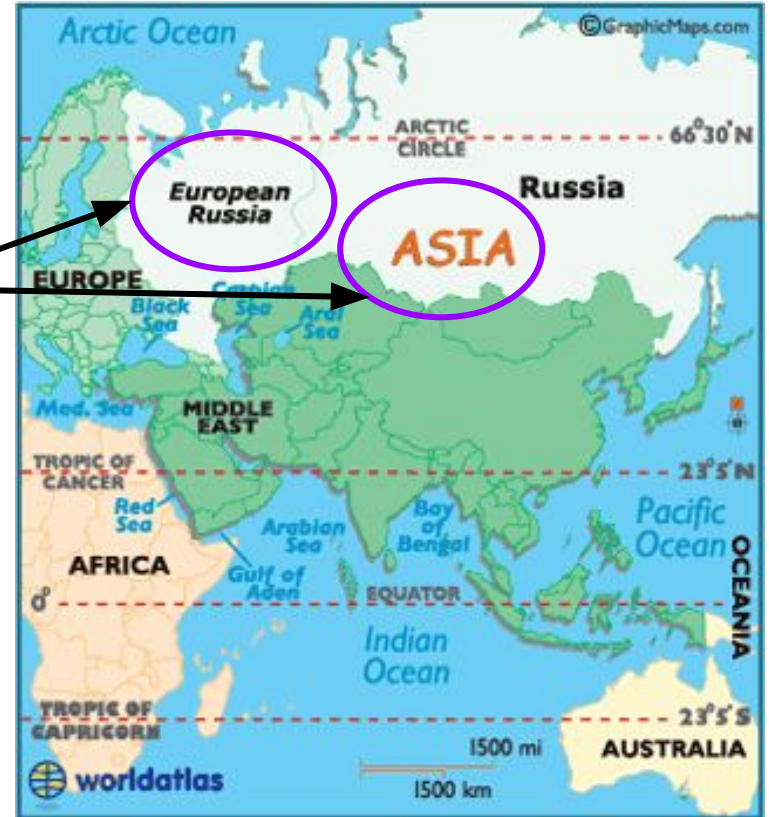 Arctic Ocean
©GraphicMaps.com
ARCTIC
CIRCLE
66°30'N
European
Russia
Russia
ASIA
EUROPE
Black
Sea
Caspian
Sea
Aral
Sea
Med. Sea
MIDDLE
EAST
TROPIC OF
CANCER
23°5'N
Red
Sea
Arabian
Sea
Bay
of
Bengal
Pacific
Ocean
OCEANIA
AFRICA
Gulf of
Aden
0°
EQUATOR
Indian
Ocean
TROPIC OF
CAPRICORN
23°5'S
1500 mi
1500 km
AUSTRALIA
worldatlas